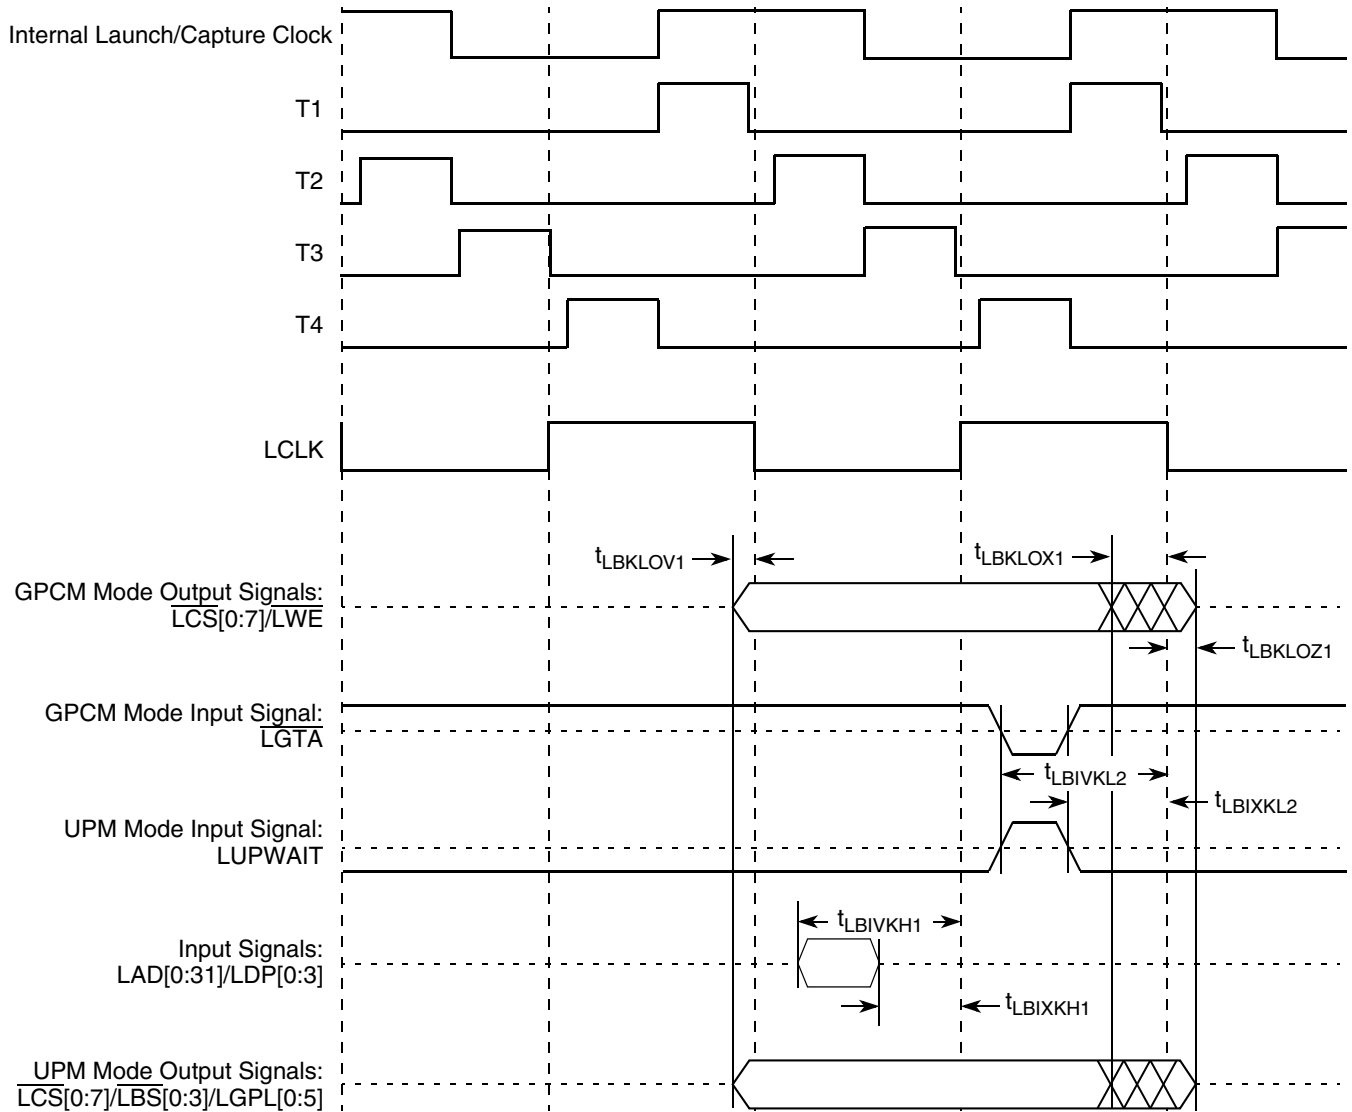 Internal Launch/Capture Clock
T1
T2
T3
T4
LCLK
tLBKLOV1
tLBKLOX1
GPCM Mode Output Signals:
LCS[0:7]/LWE
tLBKLOZ1
GPCM Mode Input Signal:
LGTA
tLBIVKL2
tLBIXKL2
UPM Mode Input Signal:
LUPWAIT
tLBIVKH1
Input Signals:
LAD[0:31]/LDP[0:3]
tLBIXKH1
UPM Mode Output Signals:
LCS[0:7]/LBS[0:3]/LGPL[0:5]